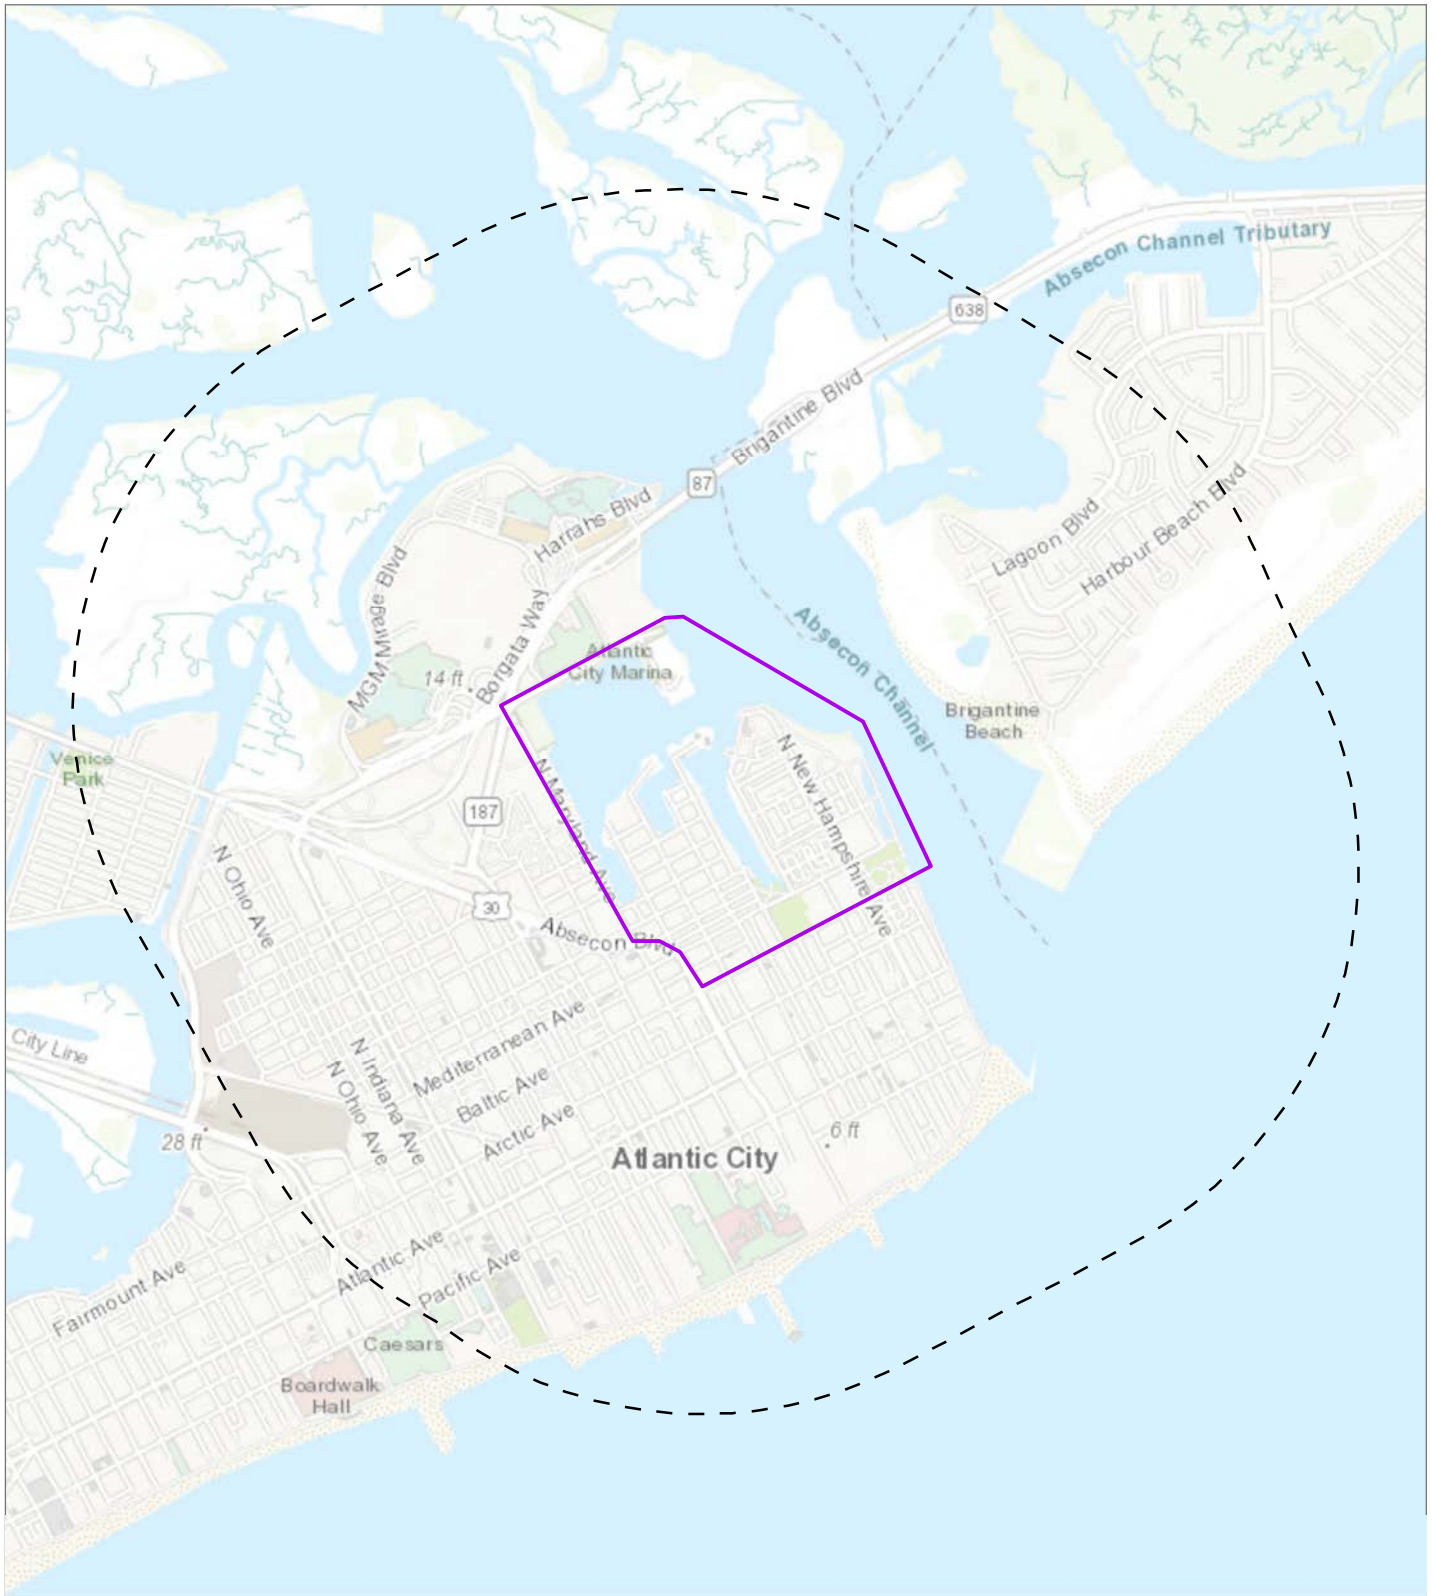 Absecon Channel Tributary
638
Brigantine Blvd
87
Harrahs Blvd
Lagoon Blvd
Harbour Beach Blvd
MGM Mirage Blvd
Borgata Way
Atlantic
City Marina
14 ft
Absecon Channel
Brigantine
Beach
Venice
Park
N Maryland Ave
N New Hampshire Ave
187
N Ohio Ave
30
Absecon Blvd
City Line
Mediterranean Ave
N Indiana Ave
N Ohio Ave
Baltic Ave
Arctic Ave
28 ft
6 ft
Atlantic City
Atlantic Ave
Pacific Ave
Fairmount Ave
Caesars
Boardwalk
Hall